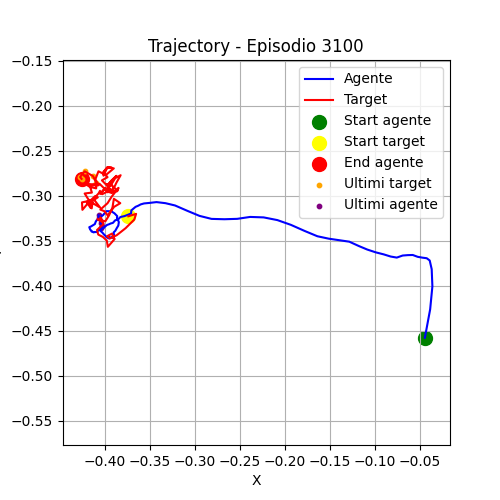 Trajectory - Episodio 3100
Agente
Target
Start agente
Start target
End agente
Ultimi target
Ultimi agente
−0.15
−0.20
−0.25
−0.30
−0.35
−0.40
−0.45
−0.50
−0.55
−0.40 −0.35 −0.30 −0.25 −0.20 −0.15 −0.10 −0.05
X